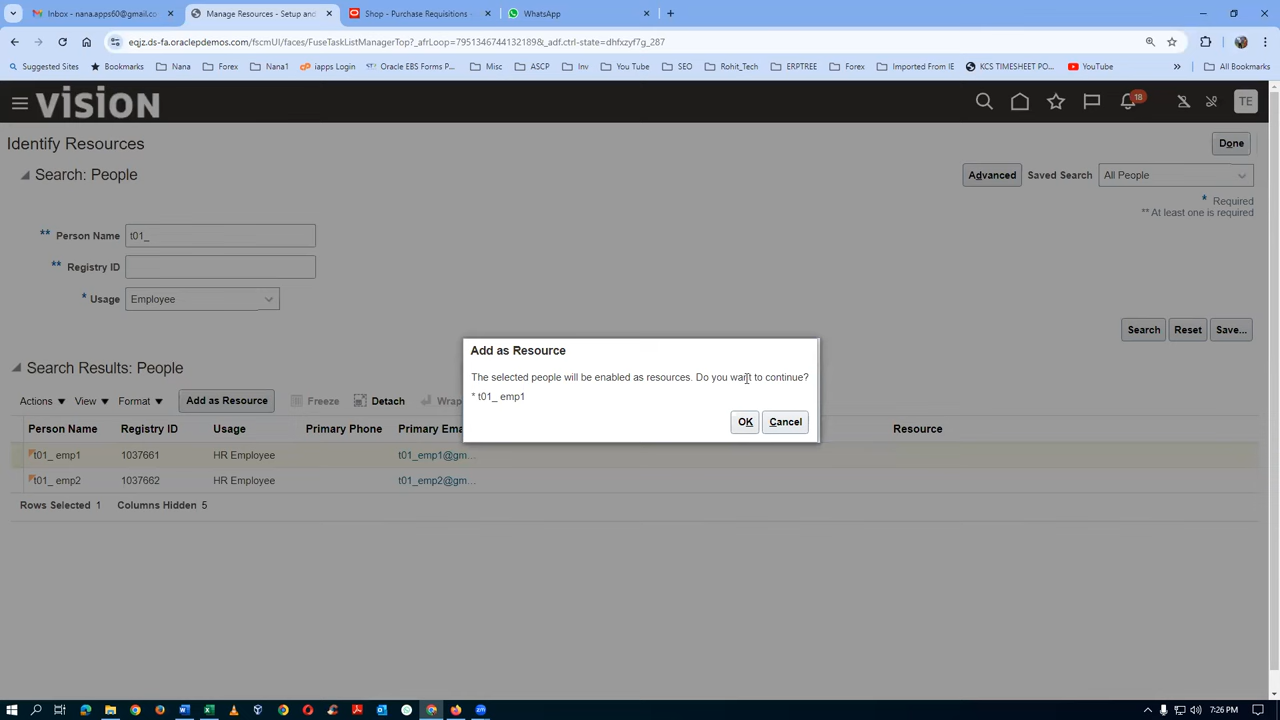 Inbox - nana.apps60@gmail.co
Manage Resources - Setup and
Shop - Purchase Requisitions -
WhatsApp
eqjz.ds-fa.oraclepdemos.com/fscmUI/faces/FuseTaskListManagerTop?_afrLoop=79513467441321898&_adf.ctrl-state=dhfxzyf7g_287
Suggested Sites
Bookmarks
Nana
Forex
Nana1
iapps Login
Oracle EBS Forms P...
Misc
ASCP
Inv
You Tube
SEO
Rohit_Tech
ERPTREE
Forex
Imported From IE
KCS TIMESHEET PO...
YouTube
»
All Bookmarks
VISION
18
TE
Identify Resources
Done
Search: People
Advanced
Saved Search
All People
* Required
** At least one is required
** Person Name
t01_
** Registry ID
* Usage
Employee
Search
Reset
Save...
Add as Resource
The selected people will be enabled as resources. Do you want to continue?
* t01_ emp1
OK
Cancel
Search Results: People
Actions
View
Format
Add as Resource
Freeze
Detach
Wrap
Person Name
Registry ID
Usage
Primary Phone
Primary Ema
Resource
t01_ emp1
1037661
HR Employee
t01_emp1@gm...
t01_ emp2
1037662
HR Employee
t01_emp2@gm...
Rows Selected 1
Columns Hidden 5
7:26 PM